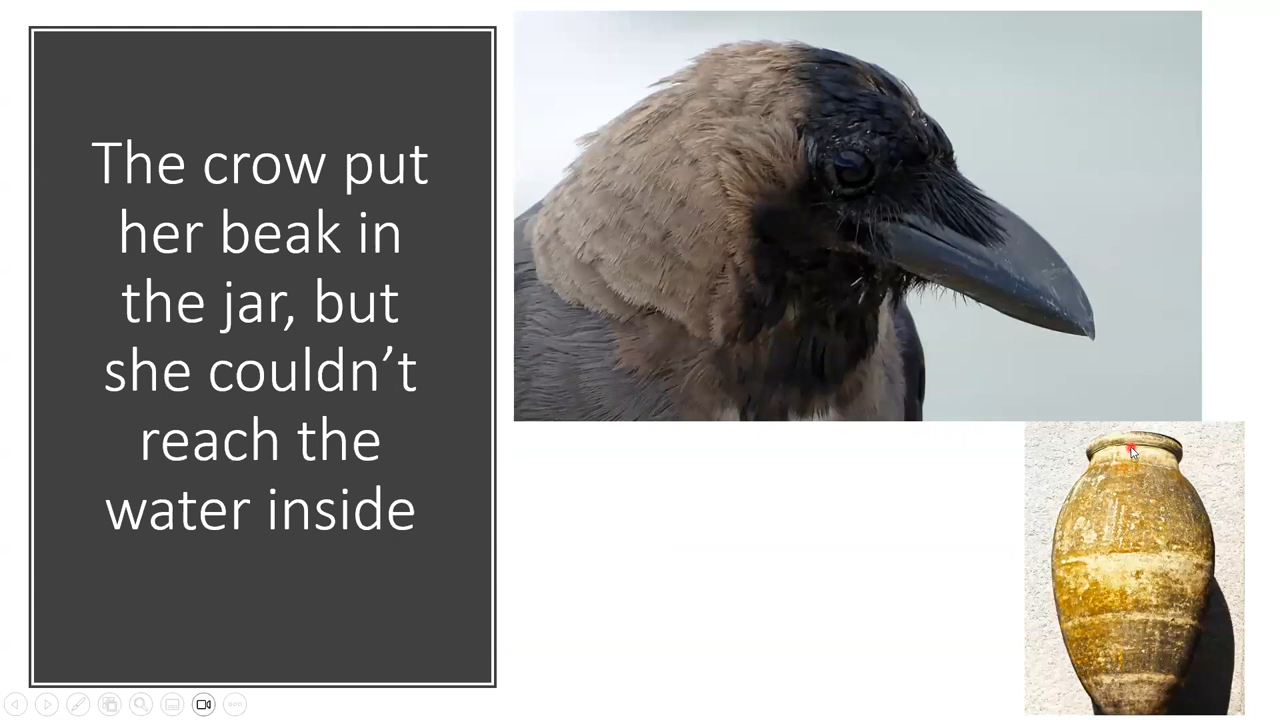 The crow put
her beak in
the jar, but
she couldn’t
reach the
water inside